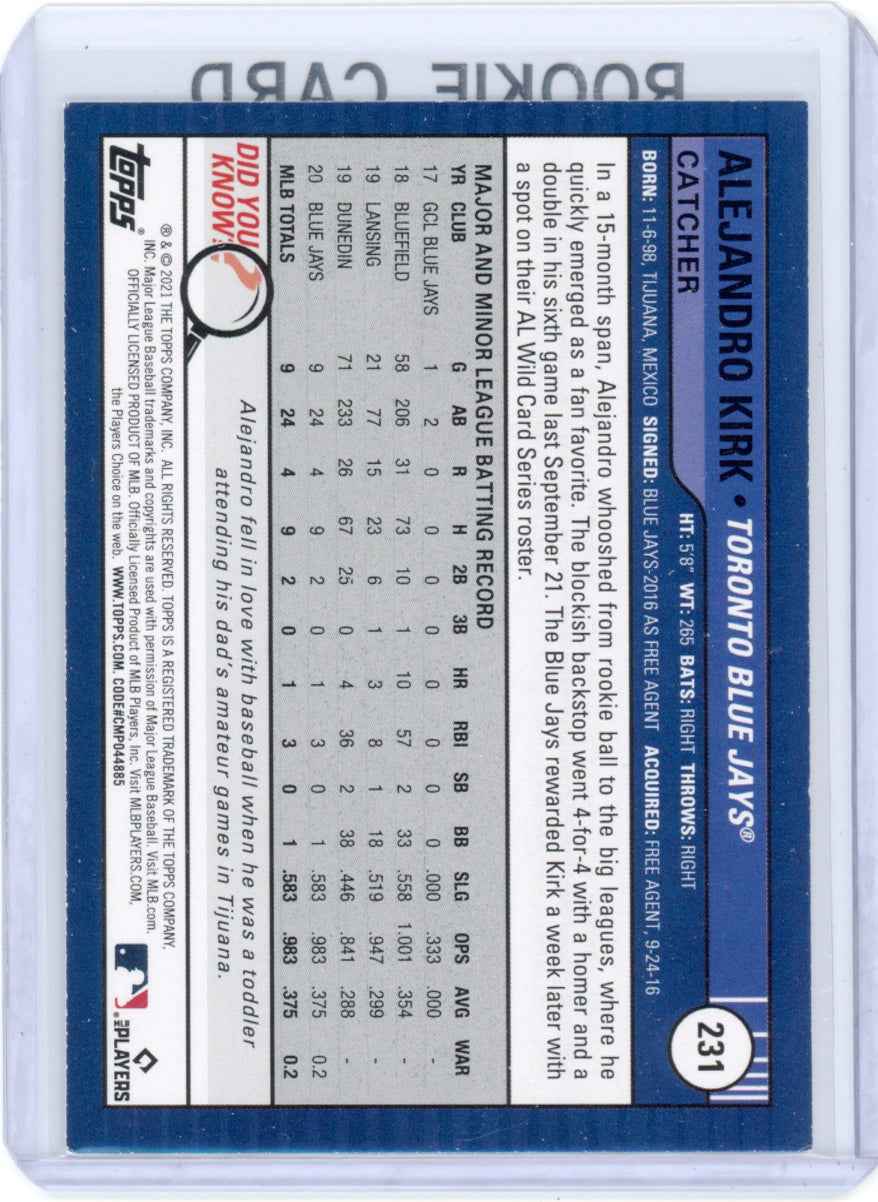 ROOKIE CARD
ALEJANDRO KIRK • TORONTO BLUE JAYS®
CATCHER
HT: 5'8" WT: 265 BATS: RIGHT THROWS: RIGHT
231
BORN: 11-6-98, TIJUANA, MEXICO SIGNED: BLUE JAYS-2016 AS FREE AGENT ACQUIRED: FREE AGENT, 9-24-16
In a 15-month span, Alejandro whooshed from rookie ball to the big leagues, where he
quickly emerged as a fan favorite. The blockish backstop went 4-for-4 with a homer and a
double in his sixth game last September 21. The Blue Jays rewarded Kirk a week later with
a spot on their AL Wild Card Series roster.
MAJOR AND MINOR LEAGUE BATTING RECORD
YR CLUB G AB R H 2B 3B HR RBI SB BB SLG OPS AVG WAR
17 GCL BLUE JAYS 1 2 0 0 0 0 0 0 0 0 .000 .333 .000 -
18 BLUEFIELD 58 206 31 73 10 1 10 57 2 33 .558 1.001 .354 -
19 LANSING 21 77 15 23 6 1 3 8 1 18 .519 .947 .299 -
19 DUNEDIN 71 233 26 67 25 0 4 36 2 38 .446 .841 .288 -
20 BLUE JAYS 9 24 4 9 2 0 1 3 0 1 .583 .983 .375 0.2
MLB TOTALS 9 24 4 9 2 0 1 3 0 1 .583 .983 .375 0.2
DID YOU
KNOW?
Alejandro fell in love with baseball when he was a toddler
attending his dad's amateur games in Tijuana.
topps®
® & © 2021 THE TOPPS COMPANY, INC. ALL RIGHTS RESERVED. TOPPS IS A REGISTERED TRADEMARK OF THE TOPPS COMPANY,
INC. Major League Baseball trademarks and copyrights are used with permission of Major League Baseball. Visit MLB.com.
OFFICIALLY LICENSED PRODUCT OF MLB. Officially Licensed Product of MLB Players, Inc. Visit MLBPLAYERS.COM,
the Players Choice on the web. WWW.TOPPS.COM. CODE#CMP044885
MLB PLAYERS